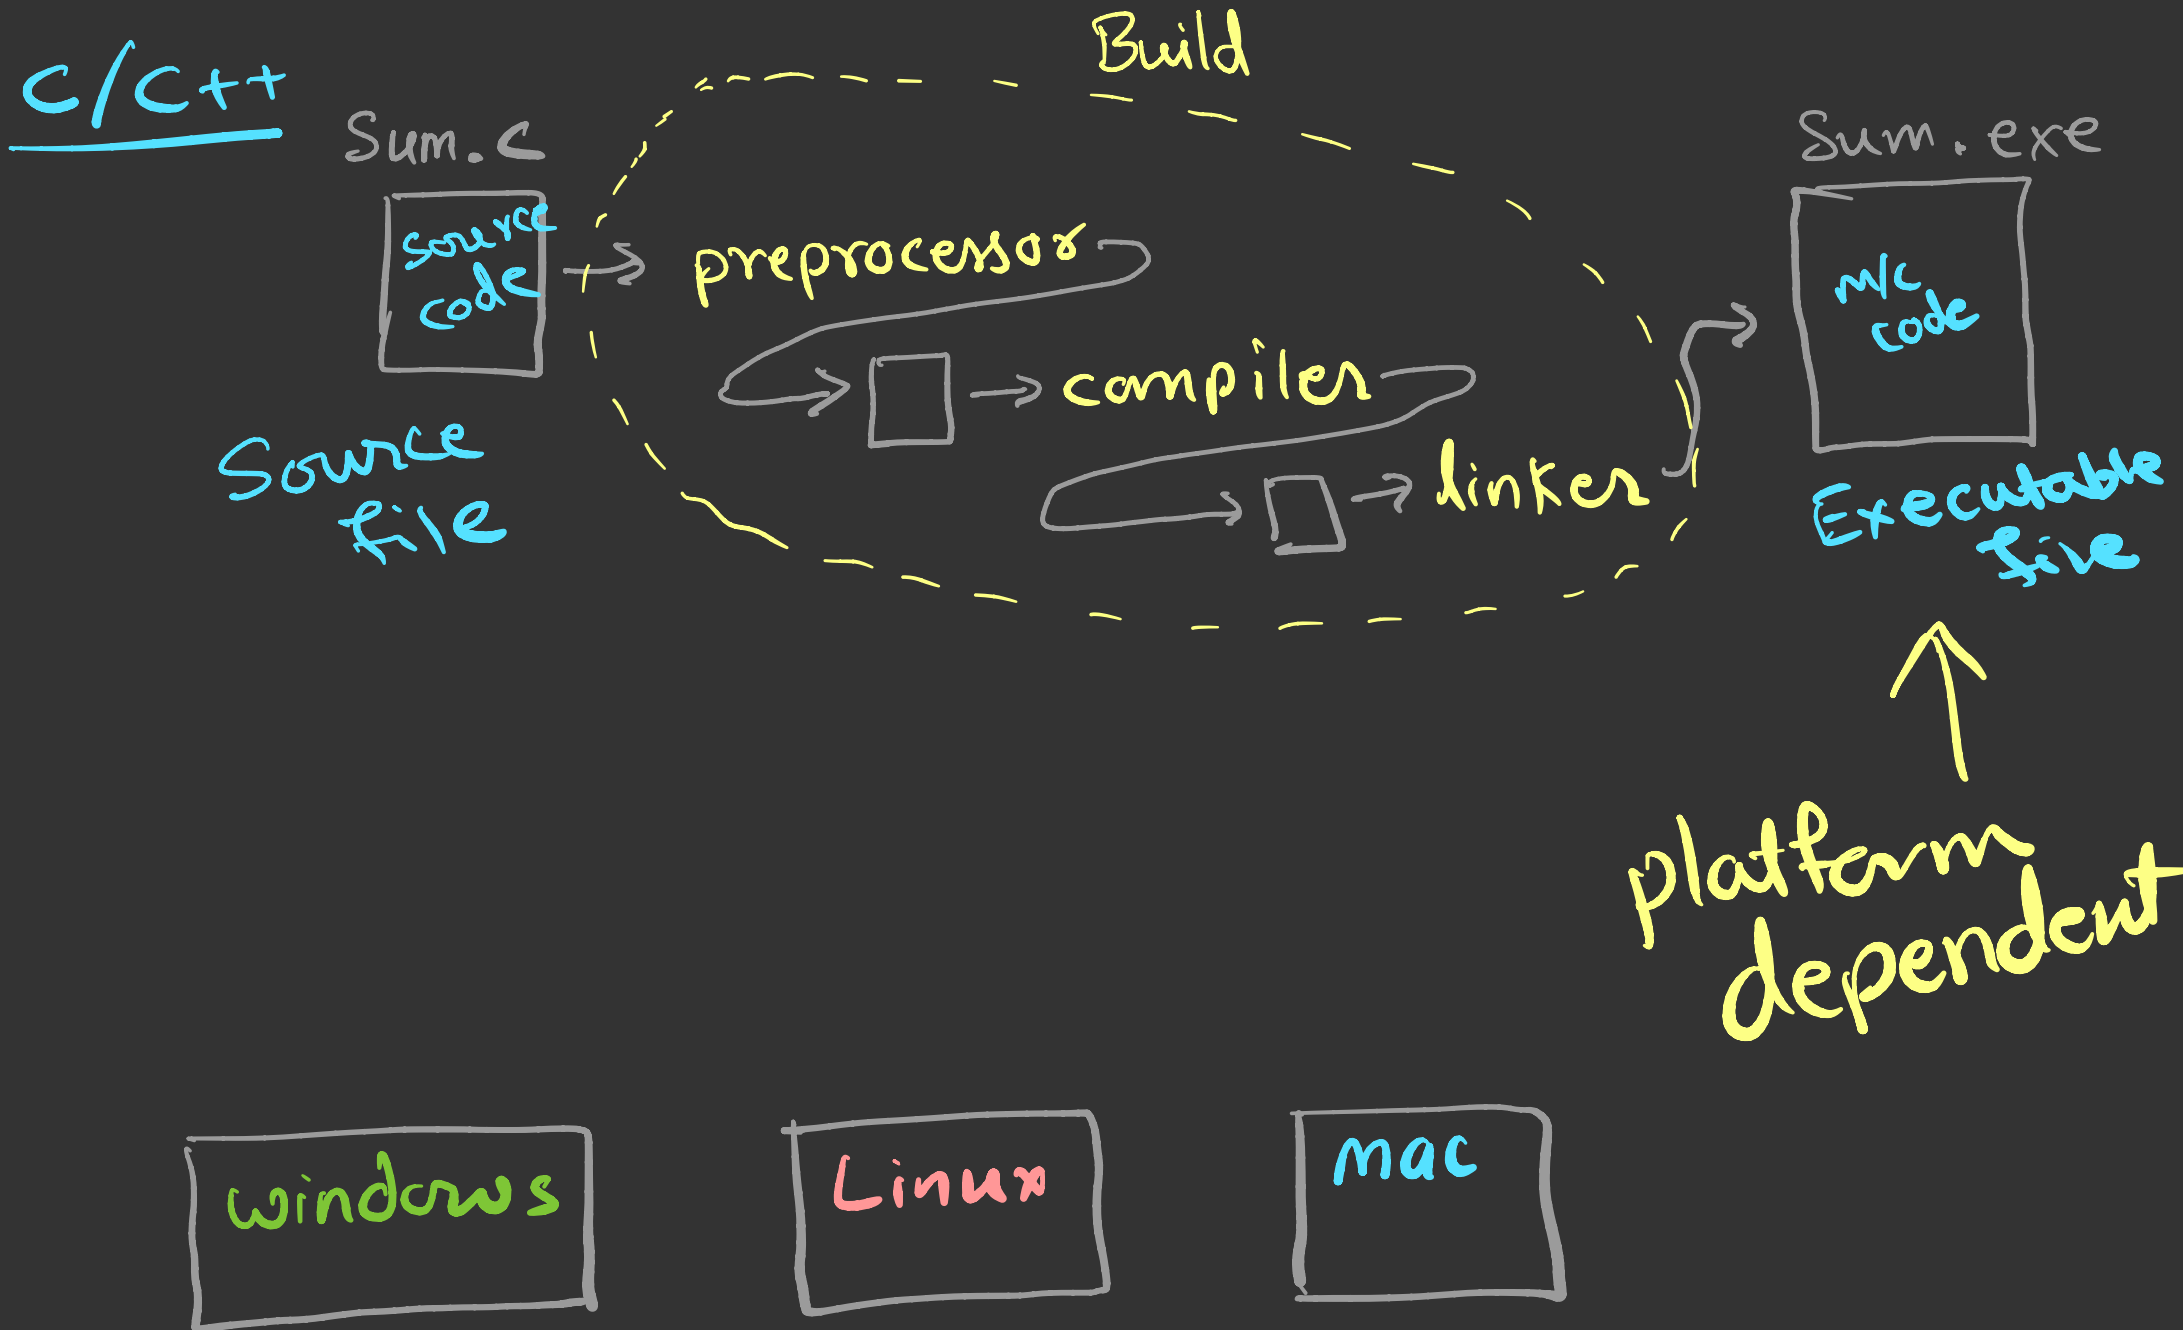 Build
C/C++
Sum.c
Sum.exe
source
code
preprocessor
m/c
code
compiler
linker
Source
file
Executable
file
platform
dependent
windows
Linux
mac